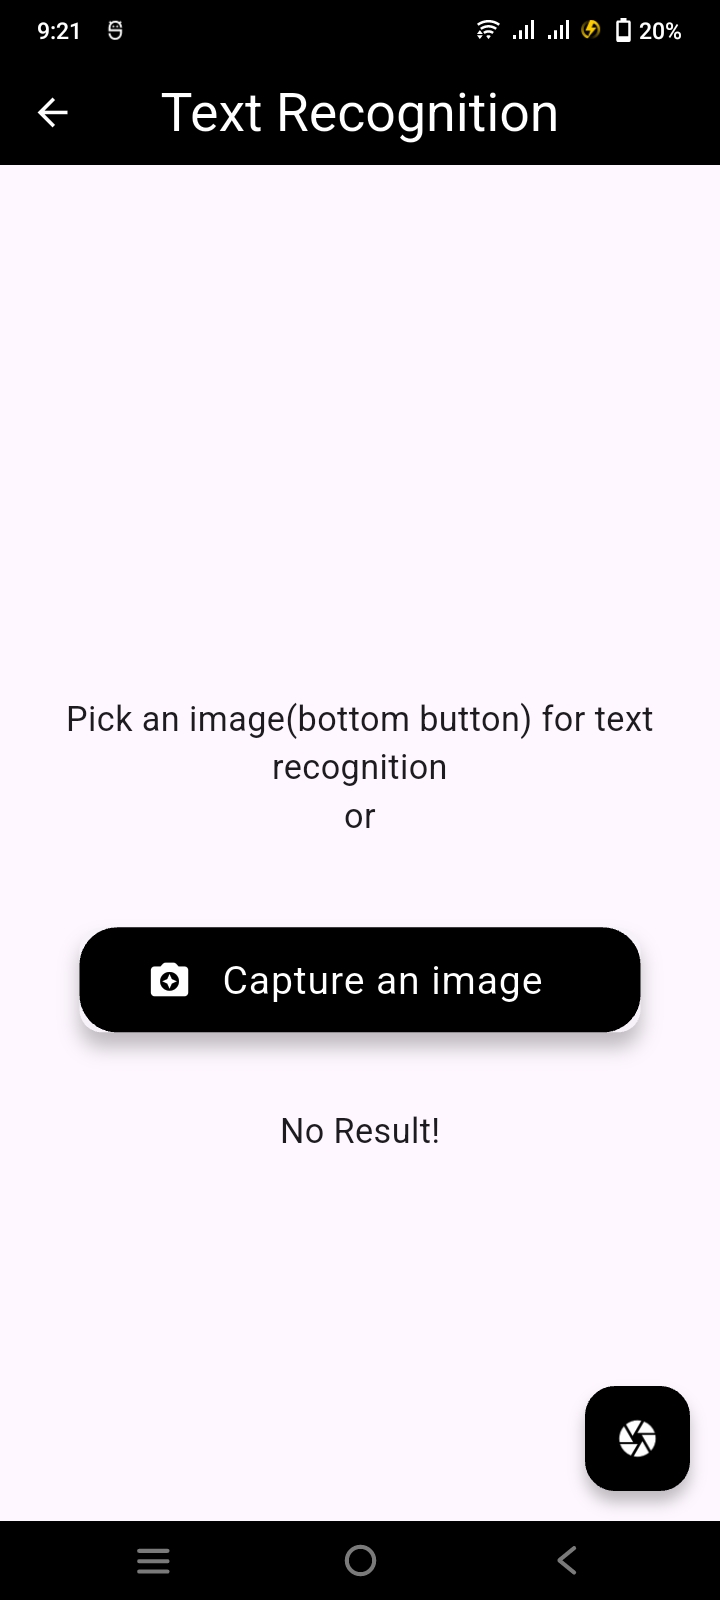 9:21
20%
Text Recognition
Pick an image(bottom button) for text
recognition
or
Capture an image
No Result!